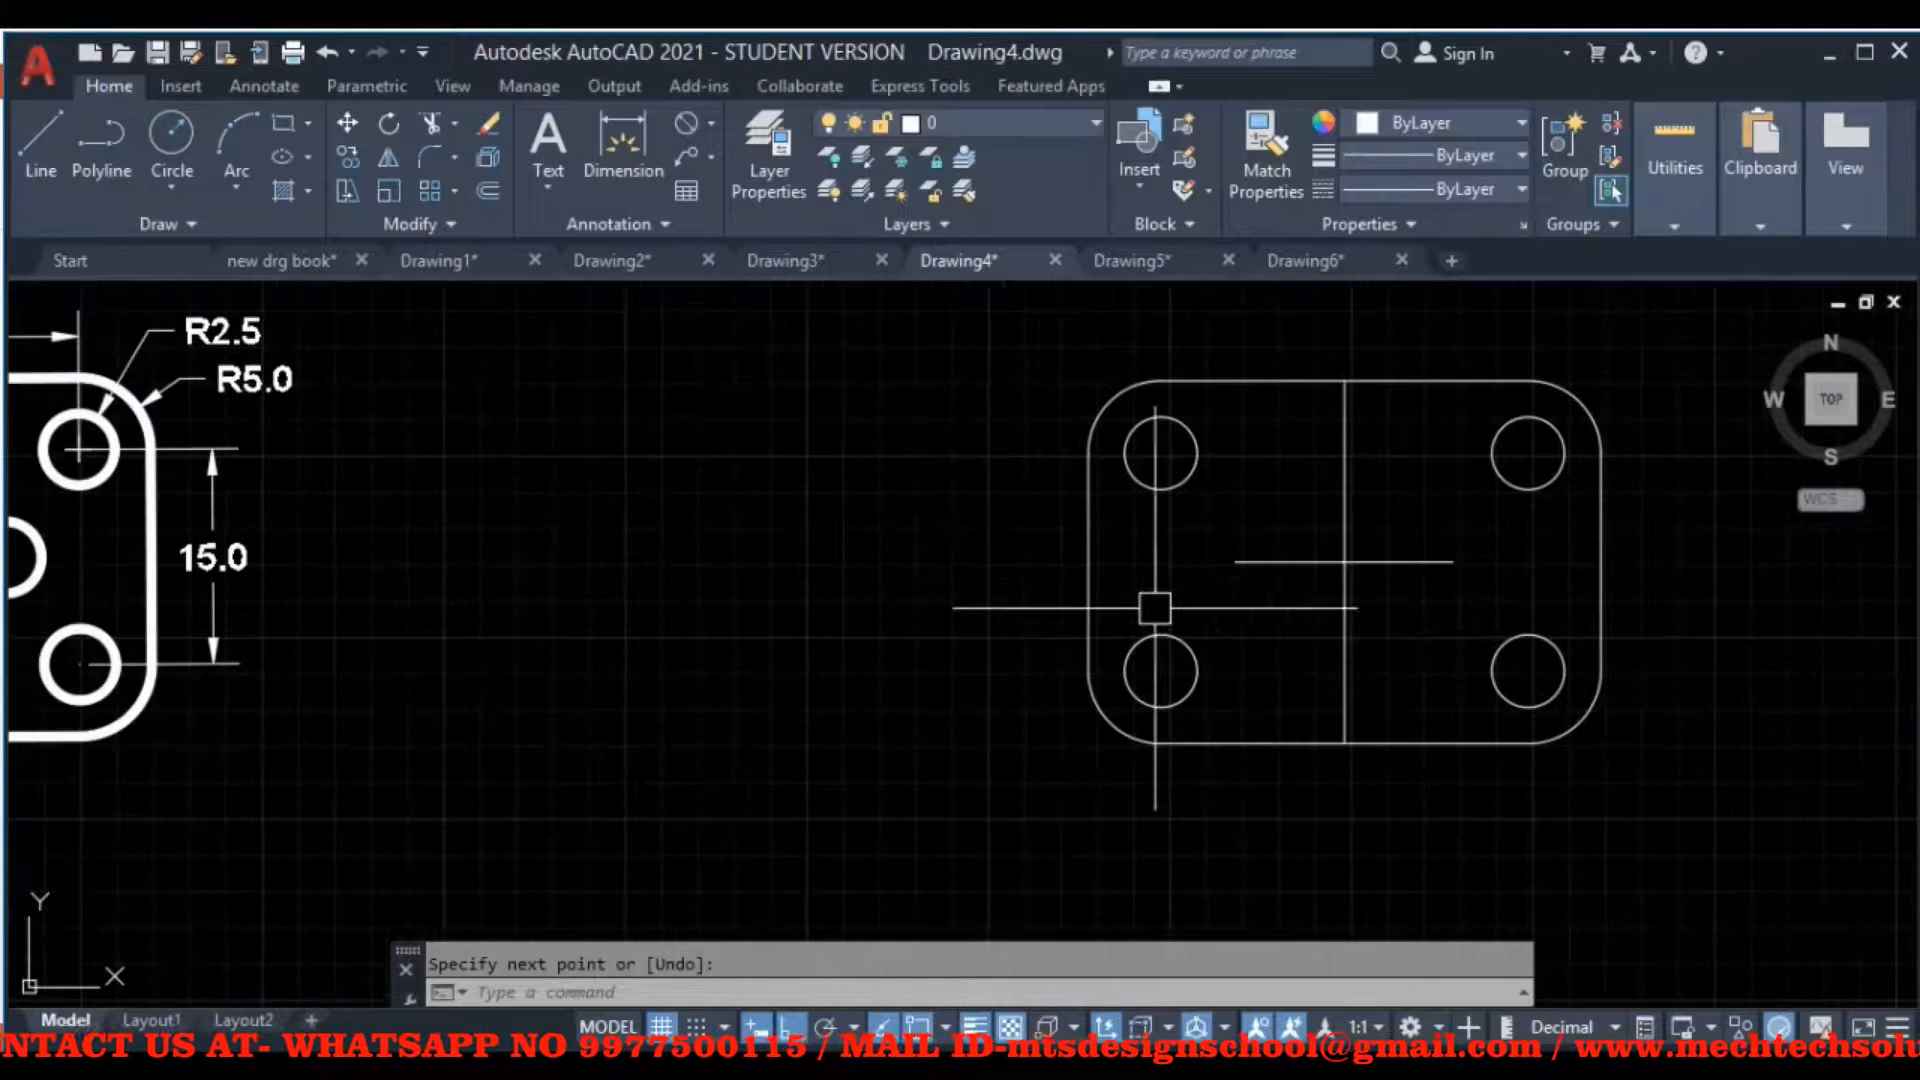 Autodesk AutoCAD 2021 - STUDENT VERSION Drawing4.dwg
Type a keyword or phrase
Sign In
Home Insert Annotate Parametric View Manage Output Add-ins Collaborate Express Tools Featured Apps
Line Polyline Circle Arc
Text Dimension
Layer Properties
0
Insert
Match Properties
ByLayer
ByLayer
ByLayer
Group
Utilities Clipboard View
Draw Modify Annotation Layers Block Properties Groups
Start new drg book* Drawing1* Drawing2* Drawing3* Drawing4* Drawing5* Drawing6*
R2.5
R5.0
15.0
N
W TOP E
S
WCS
Y
X
Specify next point or [Undo]:
Type a command
Model Layout1 Layout2
MODEL 1:1 Decimal
NTACT US AT- WHATSAPP NO 9977500115 / MAIL ID-mtsdesignschool@gmail.com / www.mechtechsolu